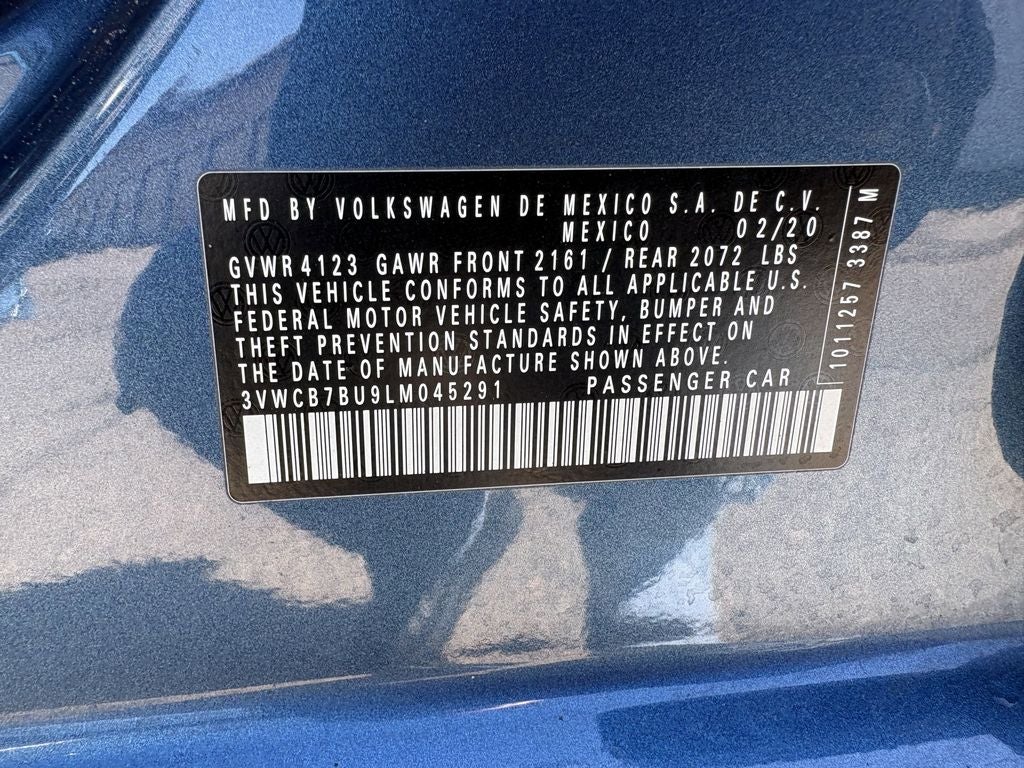 MFD BY VOLKSWAGEN DE MEXICO S.A. DE C.V.
MEXICO 02/20
GVWR 4123 GAWR FRONT 2161 / REAR 2072 LBS
THIS VEHICLE CONFORMS TO ALL APPLICABLE U.S.
FEDERAL MOTOR VEHICLE SAFETY, BUMPER AND
THEFT PREVENTION STANDARDS IN EFFECT ON
THE DATE OF MANUFACTURE SHOWN ABOVE.
3VWCB7BU9LM045291 PASSENGER CAR
1011257 3387 M